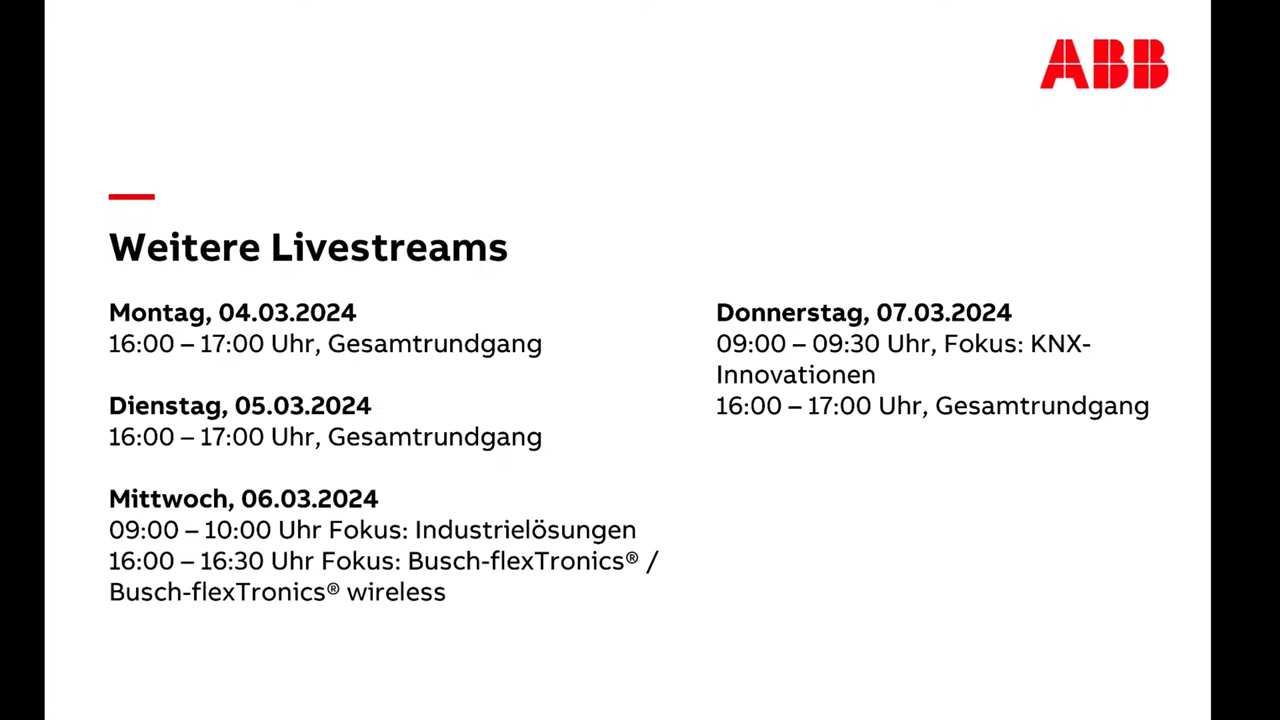 ABB
Weitere Livestreams
Montag, 04.03.2024
16:00 – 17:00 Uhr, Gesamtrundgang
Dienstag, 05.03.2024
16:00 – 17:00 Uhr, Gesamtrundgang
Mittwoch, 06.03.2024
09:00 – 10:00 Uhr Fokus: Industrielösungen
16:00 – 16:30 Uhr Fokus: Busch-flexTronics® /
Busch-flexTronics® wireless
Donnerstag, 07.03.2024
09:00 – 09:30 Uhr, Fokus: KNX-
Innovationen
16:00 – 17:00 Uhr, Gesamtrundgang